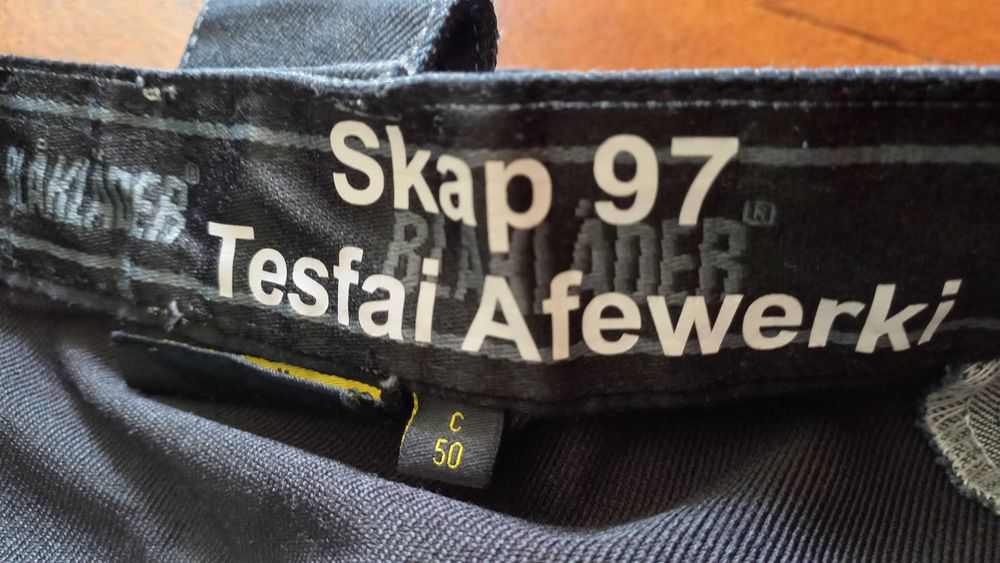 Skap 97
BLÅKLÄDER®
BLÅKLÄDER®
Tesfai Afewerki
C
50